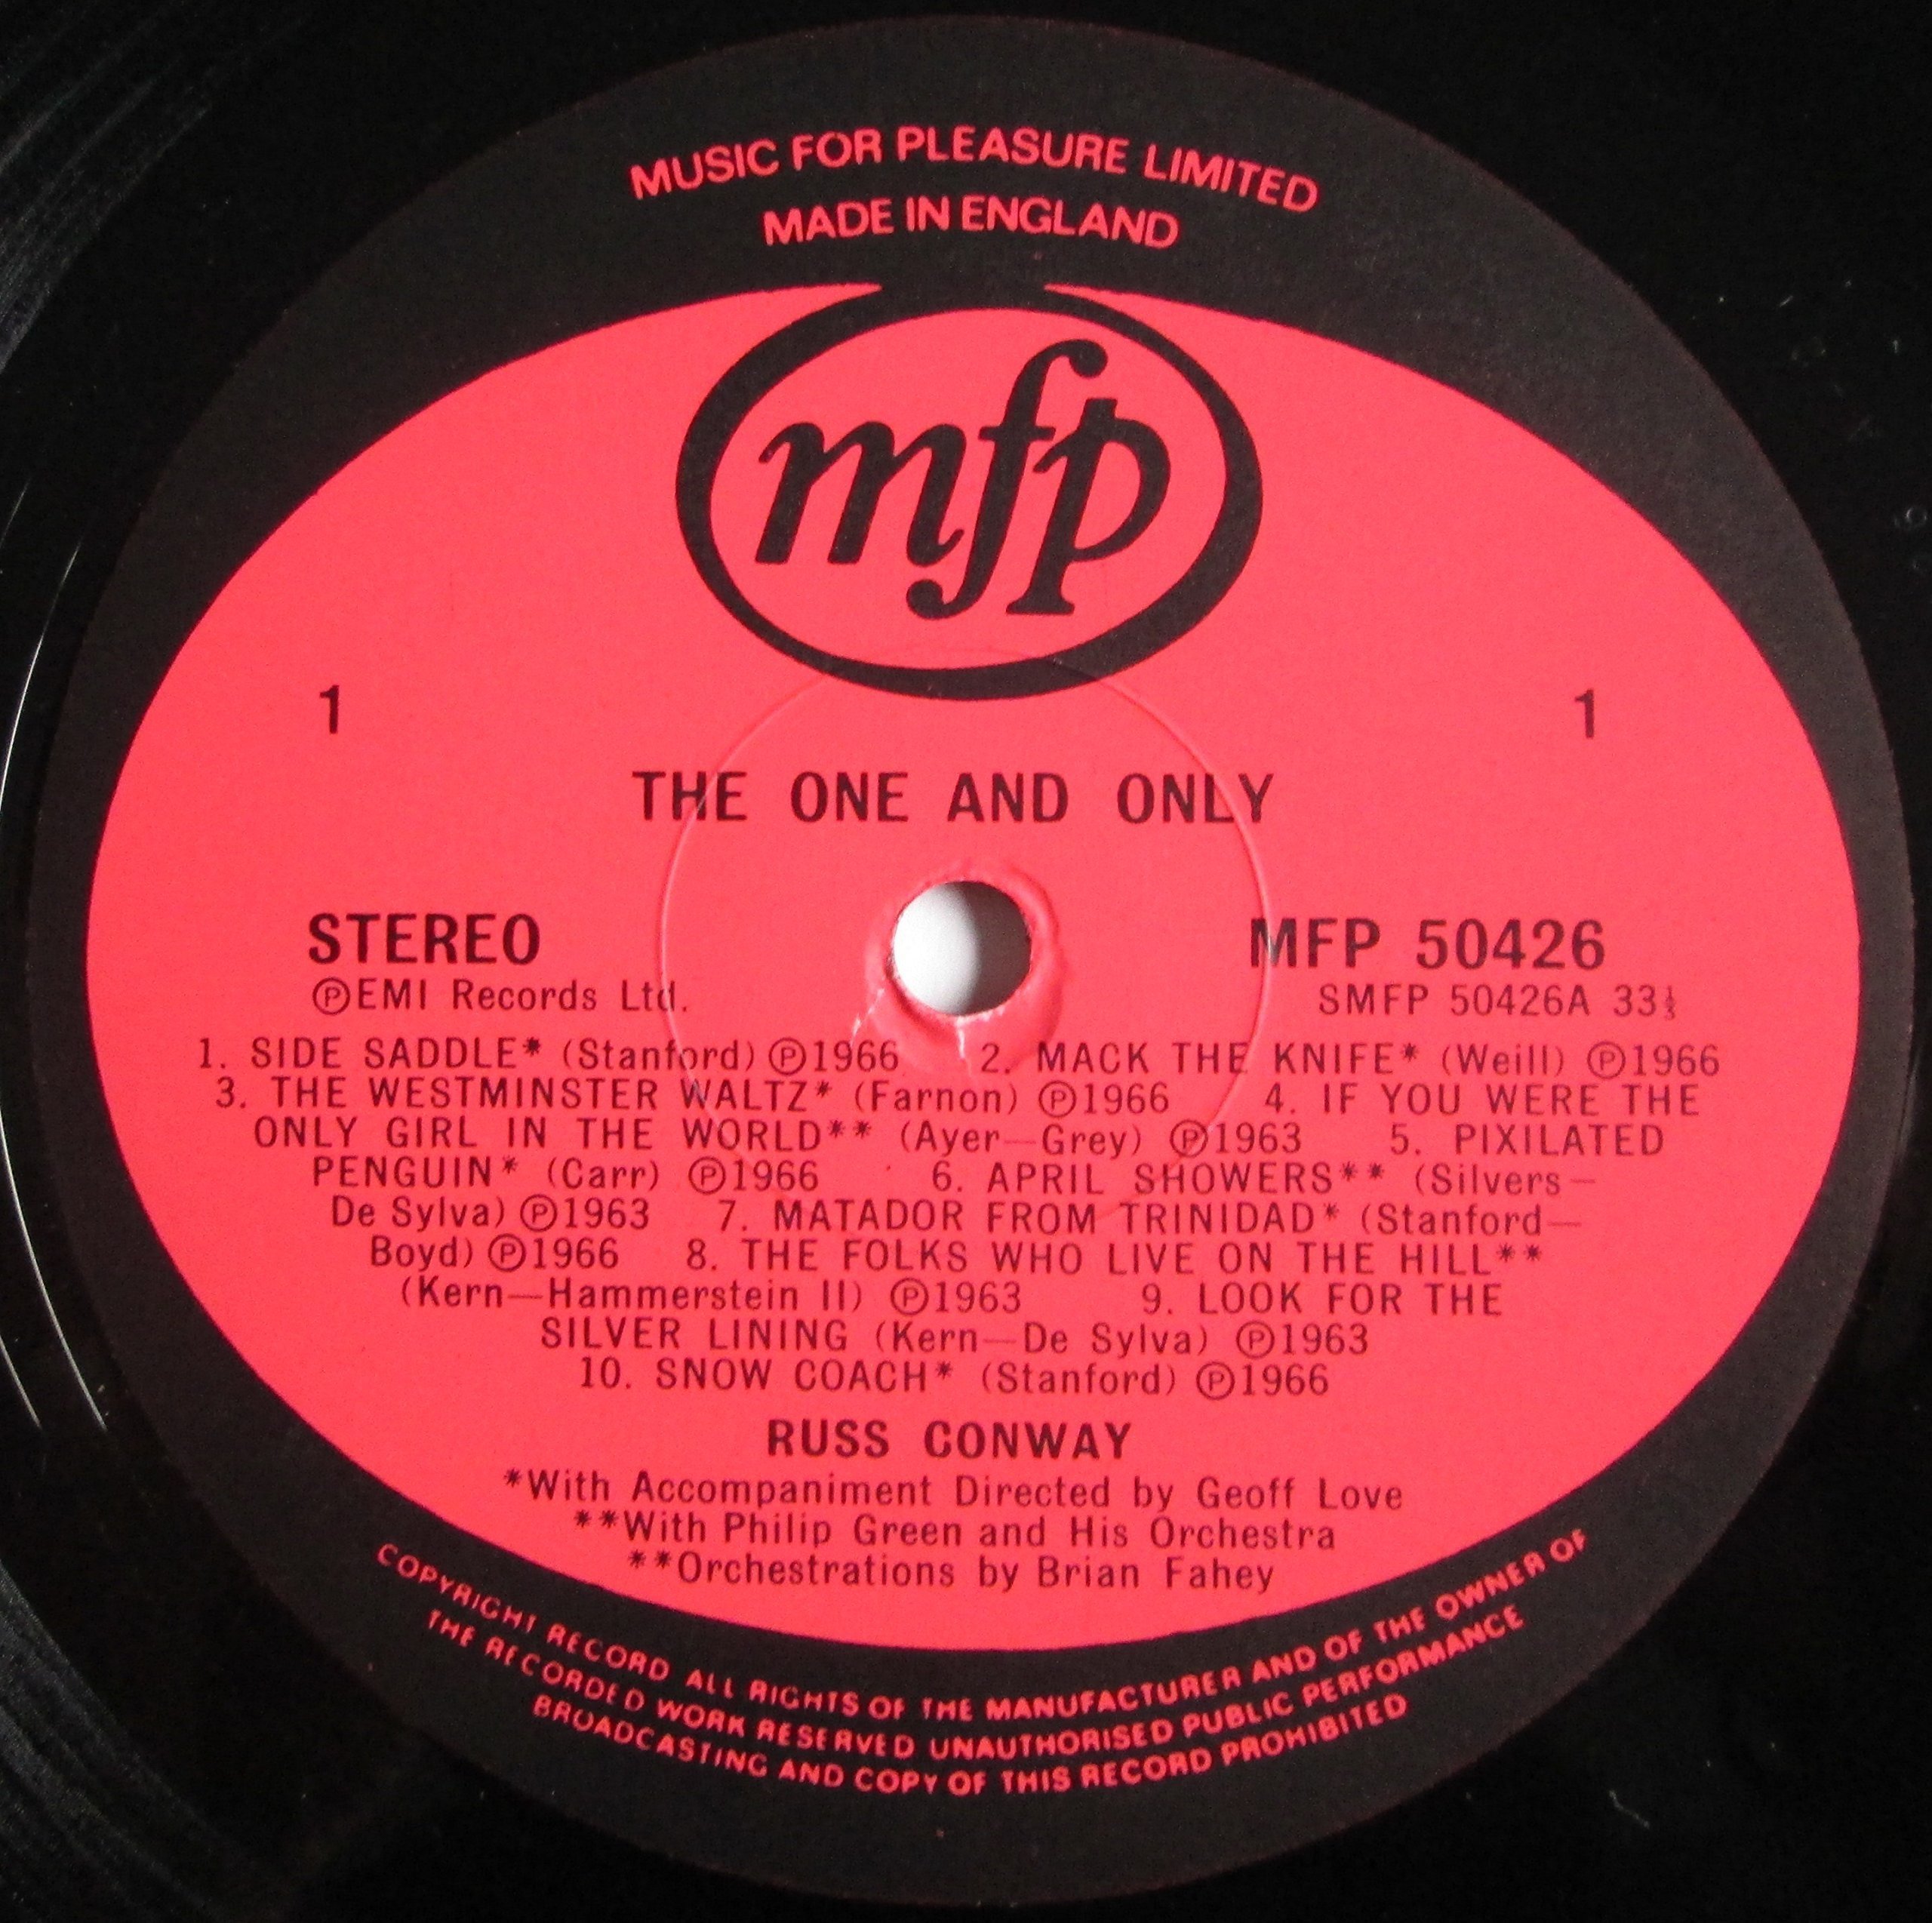 MUSIC FOR PLEASURE LIMITED
MADE IN ENGLAND
mfp
1 1
THE ONE AND ONLY
STEREO MFP 50426
ⓅEMI Records Ltd. SMFP 50426A 33⅓
1. SIDE SADDLE* (Stanford) Ⓟ1966 2. MACK THE KNIFE* (Weill) Ⓟ1966
3. THE WESTMINSTER WALTZ* (Farnon) Ⓟ1966 4. IF YOU WERE THE
ONLY GIRL IN THE WORLD** (Ayer—Grey) Ⓟ1963 5. PIXILATED
PENGUIN* (Carr) Ⓟ1966 6. APRIL SHOWERS** (Silvers—
De Sylva) Ⓟ1963 7. MATADOR FROM TRINIDAD* (Stanford—
Boyd) Ⓟ1966 8. THE FOLKS WHO LIVE ON THE HILL**
(Kern—Hammerstein II) Ⓟ1963 9. LOOK FOR THE
SILVER LINING (Kern—De Sylva) Ⓟ1963
10. SNOW COACH* (Stanford) Ⓟ1966
RUSS CONWAY
*With Accompaniment Directed by Geoff Love
**With Philip Green and His Orchestra
**Orchestrations by Brian Fahey
COPYRIGHT RECORD ALL RIGHTS OF THE MANUFACTURER AND OF THE OWNER OF
THE RECORDED WORK RESERVED UNAUTHORISED PUBLIC PERFORMANCE
BROADCASTING AND COPY OF THIS RECORD PROHIBITED